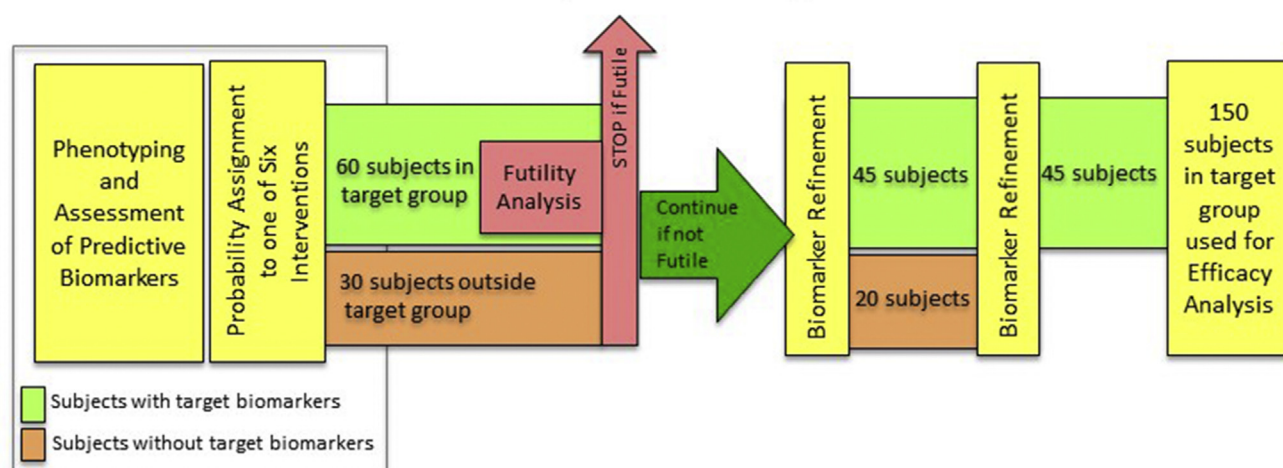 Phenotyping
and
Assessment
of Predictive
Biomarkers
Probability Assignment
to one of Six
Interventions
60 subjects in
target group
Futility
Analysis
30 subjects outside
target group
STOP if Futile
Continue
if not
Futile
Biomarker Refinement
45 subjects
20 subjects
Biomarker Refinement
45 subjects
150
subjects
in target
group
used for
Efficacy
Analysis
Subjects with target biomarkers
Subjects without target biomarkers